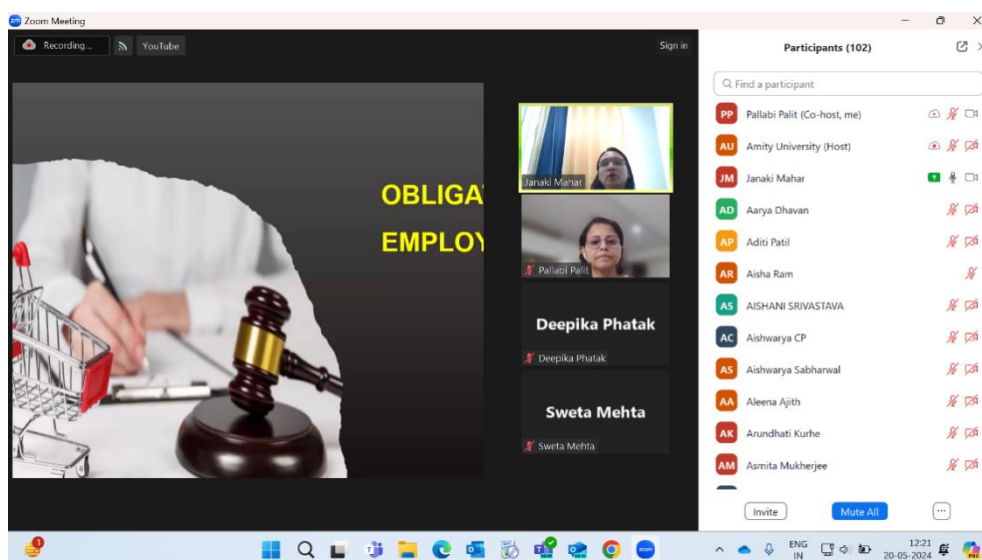 zm Zoom Meeting
Recording...
YouTube
Sign in
OBLIGA
EMPLOY
Janaki Mahar
Pallabi Palit
Deepika Phatak
Deepika Phatak
Sweta Mehta
Sweta Mehta
Participants (102)
Find a participant
PP Pallabi Palit (Co-host, me)
AU Amity University (Host)
JM Janaki Mahar
AD Aarya Dhavan
AP Aditi Patil
AR Aisha Ram
AS AISHANI SRIVASTAVA
AC Aishwarya CP
AS Aishwarya Sabharwal
AA Aleena Ajith
AK Arundhati Kurhe
AM Asmita Mukherjee
Invite
Mute All
ENG
IN
12:21
20-05-2024